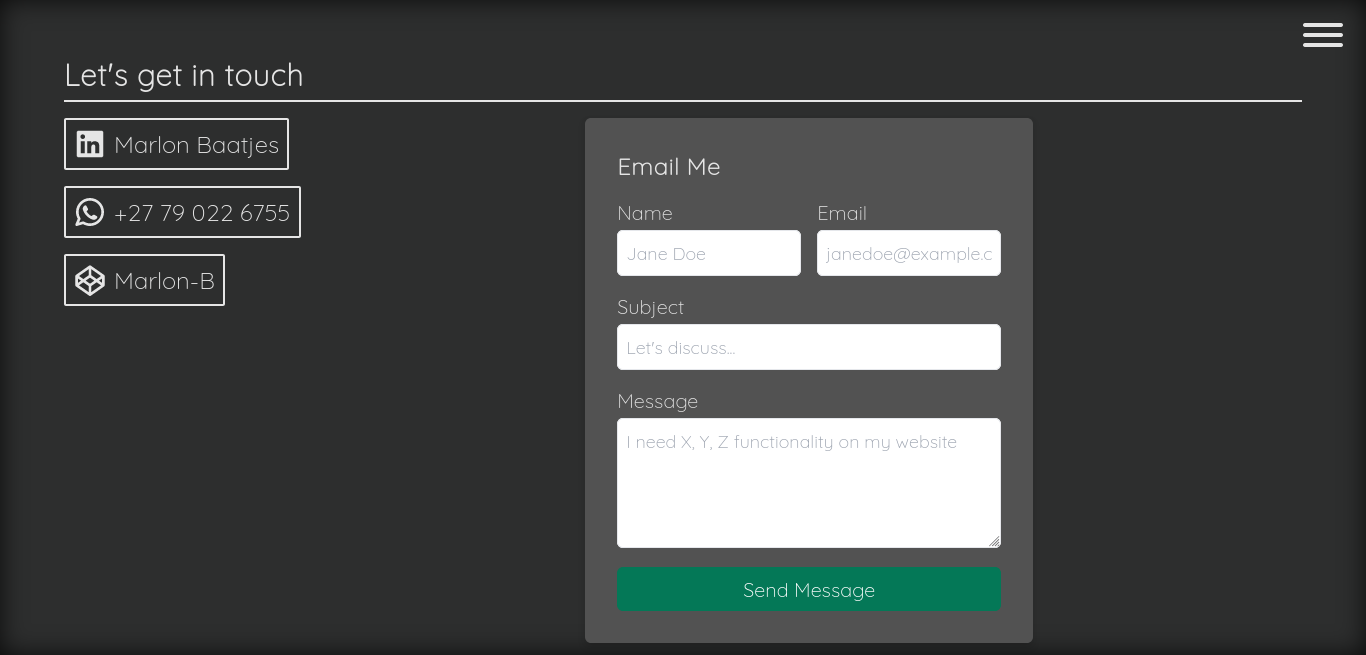 Let's get in touch
Marlon Baatjes
+27 79 022 6755
Marlon-B
Email Me
Name Email
Jane Doe janedoe@example.c
Subject
Let's discuss...
Message
I need X, Y, Z functionality on my website
Send Message